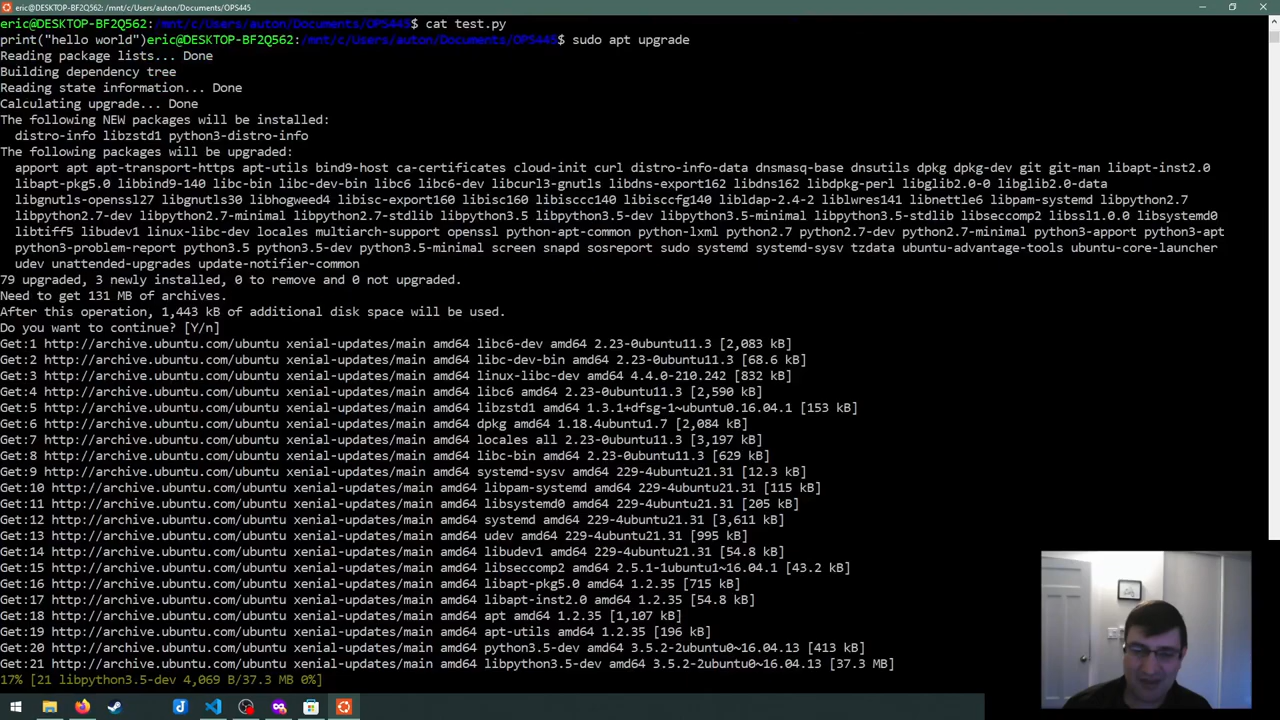 eric@DESKTOP-BF2Q562: /mnt/c/Users/auton/Documents/OPS445
eric@DESKTOP-BF2Q562:/mnt/c/Users/auton/Documents/OPS445$ cat test.py
print("hello world")eric@DESKTOP-BF2Q562:/mnt/c/Users/auton/Documents/OPS445$ sudo apt upgrade
Reading package lists... Done
Building dependency tree
Reading state information... Done
Calculating upgrade... Done
The following NEW packages will be installed:
distro-info libzstd1 python3-distro-info
The following packages will be upgraded:
apport apt apt-transport-https apt-utils bind9-host ca-certificates cloud-init curl distro-info-data dnsmasq-base dnsutils dpkg dpkg-dev git git-man libapt-inst2.0
libapt-pkg5.0 libbind9-140 libc-bin libc-dev-bin libc6 libc6-dev libcurl3-gnutls libdns-export162 libdns162 libdpkg-perl libglib2.0-0 libglib2.0-data
libgnutls-openssl27 libgnutls30 libhogweed4 libisc-export160 libisc160 libisccc140 libisccfg140 libldap-2.4-2 liblwres141 libnettle6 libpam-systemd libpython2.7
libpython2.7-dev libpython2.7-minimal libpython2.7-stdlib libpython3.5 libpython3.5-dev libpython3.5-minimal libpython3.5-stdlib libseccomp2 libssl1.0.0 libsystemd0
libtiff5 libudev1 linux-libc-dev locales multiarch-support openssl python-apt-common python-lxml python2.7 python2.7-dev python2.7-minimal python3-apport python3-apt
python3-problem-report python3.5 python3.5-dev python3.5-minimal screen snapd sosreport sudo systemd systemd-sysv tzdata ubuntu-advantage-tools ubuntu-core-launcher
udev unattended-upgrades update-notifier-common
79 upgraded, 3 newly installed, 0 to remove and 0 not upgraded.
Need to get 131 MB of archives.
After this operation, 1,443 kB of additional disk space will be used.
Do you want to continue? [Y/n]
Get:1 http://archive.ubuntu.com/ubuntu xenial-updates/main amd64 libc6-dev amd64 2.23-0ubuntu11.3 [2,083 kB]
Get:2 http://archive.ubuntu.com/ubuntu xenial-updates/main amd64 libc-dev-bin amd64 2.23-0ubuntu11.3 [68.6 kB]
Get:3 http://archive.ubuntu.com/ubuntu xenial-updates/main amd64 linux-libc-dev amd64 4.4.0-210.242 [832 kB]
Get:4 http://archive.ubuntu.com/ubuntu xenial-updates/main amd64 libc6 amd64 2.23-0ubuntu11.3 [2,590 kB]
Get:5 http://archive.ubuntu.com/ubuntu xenial-updates/main amd64 libzstd1 amd64 1.3.1+dfsg-1~ubuntu0.16.04.1 [153 kB]
Get:6 http://archive.ubuntu.com/ubuntu xenial-updates/main amd64 dpkg amd64 1.18.4ubuntu1.7 [2,084 kB]
Get:7 http://archive.ubuntu.com/ubuntu xenial-updates/main amd64 locales all 2.23-0ubuntu11.3 [3,197 kB]
Get:8 http://archive.ubuntu.com/ubuntu xenial-updates/main amd64 libc-bin amd64 2.23-0ubuntu11.3 [629 kB]
Get:9 http://archive.ubuntu.com/ubuntu xenial-updates/main amd64 systemd-sysv amd64 229-4ubuntu21.31 [12.3 kB]
Get:10 http://archive.ubuntu.com/ubuntu xenial-updates/main amd64 libpam-systemd amd64 229-4ubuntu21.31 [115 kB]
Get:11 http://archive.ubuntu.com/ubuntu xenial-updates/main amd64 libsystemd0 amd64 229-4ubuntu21.31 [205 kB]
Get:12 http://archive.ubuntu.com/ubuntu xenial-updates/main amd64 systemd amd64 229-4ubuntu21.31 [3,611 kB]
Get:13 http://archive.ubuntu.com/ubuntu xenial-updates/main amd64 udev amd64 229-4ubuntu21.31 [995 kB]
Get:14 http://archive.ubuntu.com/ubuntu xenial-updates/main amd64 libudev1 amd64 229-4ubuntu21.31 [54.8 kB]
Get:15 http://archive.ubuntu.com/ubuntu xenial-updates/main amd64 libseccomp2 amd64 2.5.1-1ubuntu1~16.04.1 [43.2 kB]
Get:16 http://archive.ubuntu.com/ubuntu xenial-updates/main amd64 libapt-pkg5.0 amd64 1.2.35 [715 kB]
Get:17 http://archive.ubuntu.com/ubuntu xenial-updates/main amd64 libapt-inst2.0 amd64 1.2.35 [54.8 kB]
Get:18 http://archive.ubuntu.com/ubuntu xenial-updates/main amd64 apt amd64 1.2.35 [1,107 kB]
Get:19 http://archive.ubuntu.com/ubuntu xenial-updates/main amd64 apt-utils amd64 1.2.35 [196 kB]
Get:20 http://archive.ubuntu.com/ubuntu xenial-updates/main amd64 python3.5-dev amd64 3.5.2-2ubuntu0~16.04.13 [413 kB]
Get:21 http://archive.ubuntu.com/ubuntu xenial-updates/main amd64 libpython3.5-dev amd64 3.5.2-2ubuntu0~16.04.13 [37.3 MB]
17% [21 libpython3.5-dev 4,069 B/37.3 MB 0%]